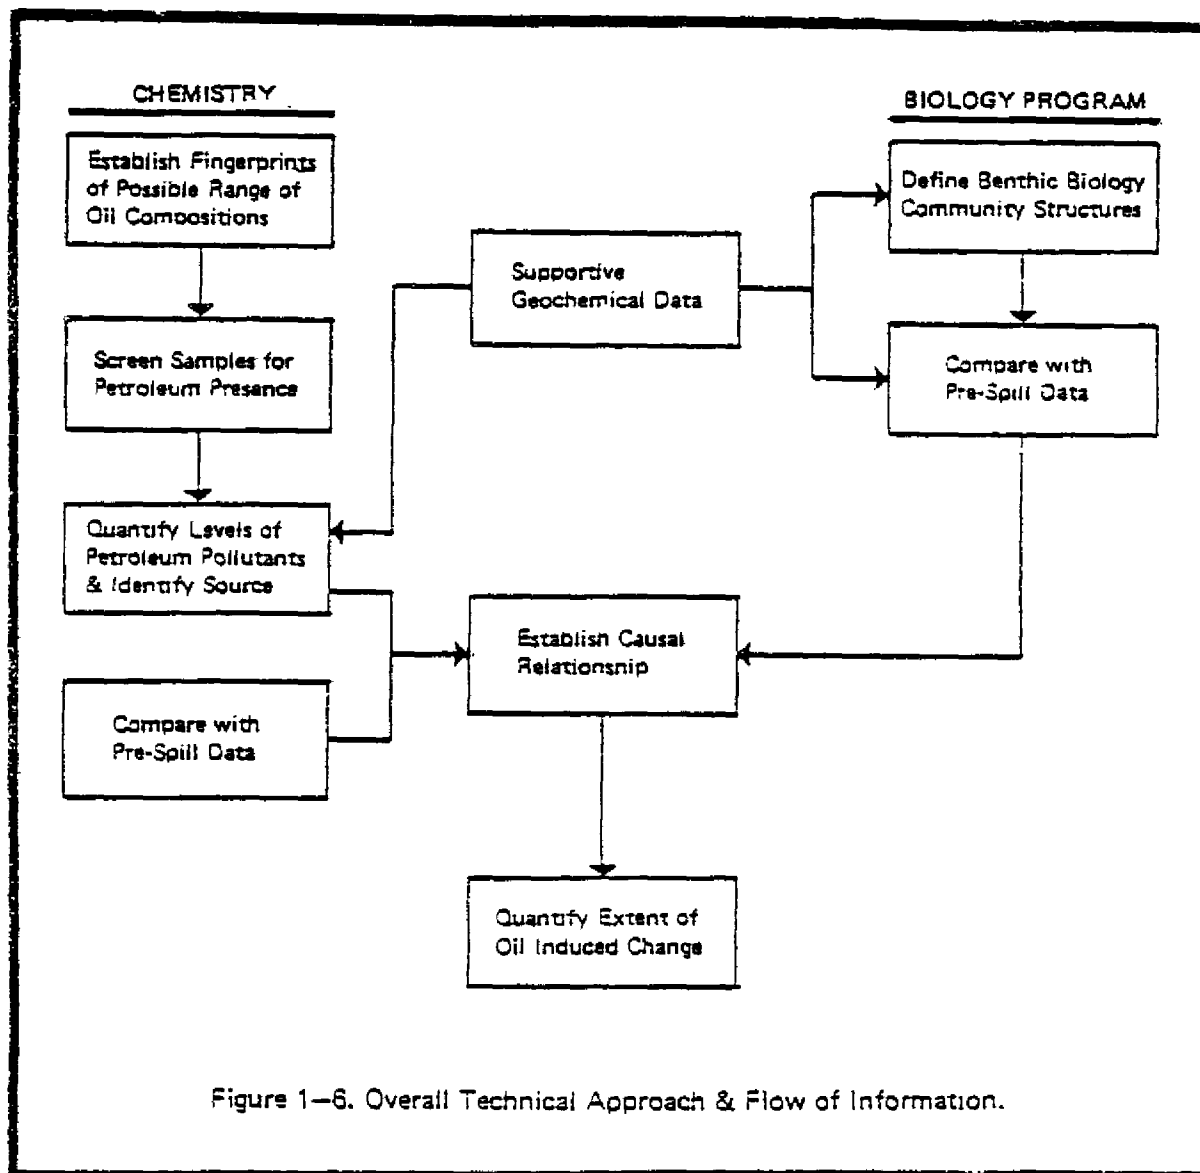 CHEMISTRY
Establish Fingerprints
of Possible Range of
Oil Compositions
Screen Samples for
Petroleum Presence
Quantify Levels of
Petroleum Pollutants
& Identify Source
Compare with
Pre-Spill Data
Supportive
Geochemical Data
Establish Causal
Relationship
Quantify Extent of
Oil Induced Change
BIOLOGY PROGRAM
Define Benthic Biology
Community Structures
Compare with
Pre-Spill Data
Figure 1–6. Overall Technical Approach & Flow of Information.